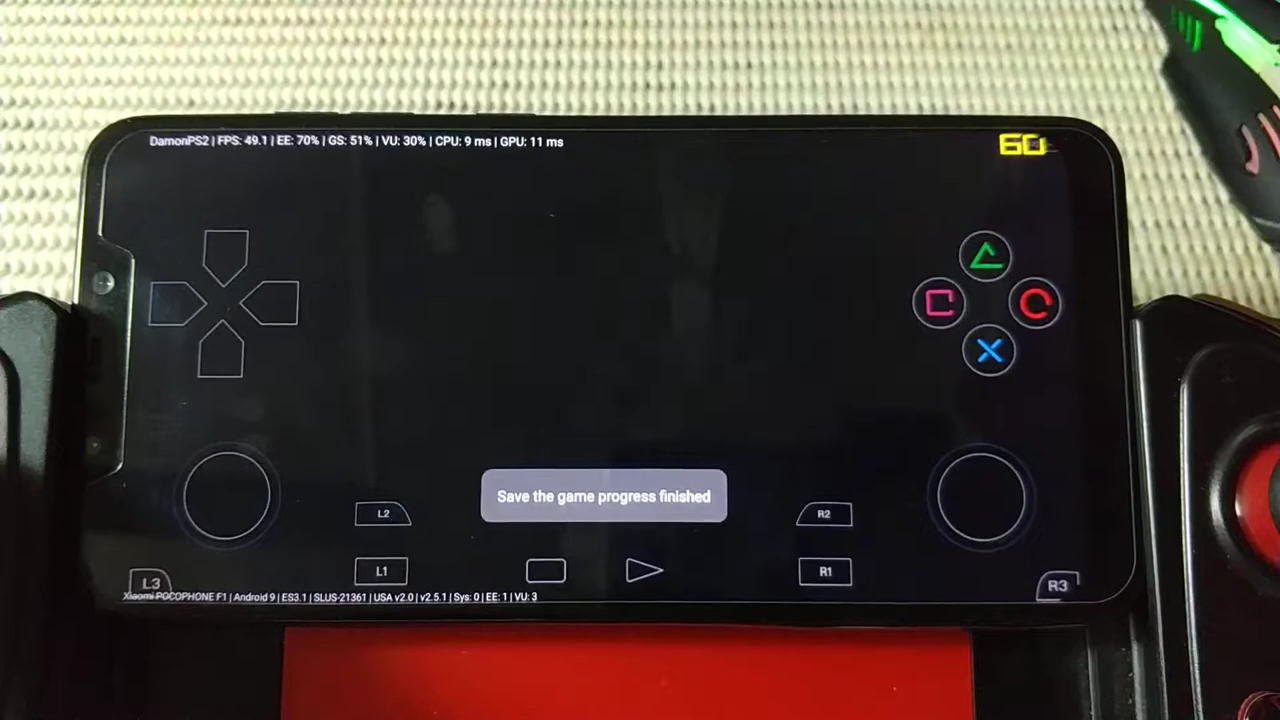 DamonPS2 | FPS: 49.1 | EE: 70% | GS: 51% | VU: 30% | CPU: 9 ms | GPU: 11 ms
60
Save the game progress finished
L2
R2
L1
R1
L3
R3
Xiaomi POCOPHONE F1 | Android 9 | ES3.1 | SLUS-21361 | USA v2.0 | v2.5.1 | Sys: 0 | EE: 1 | VU: 3